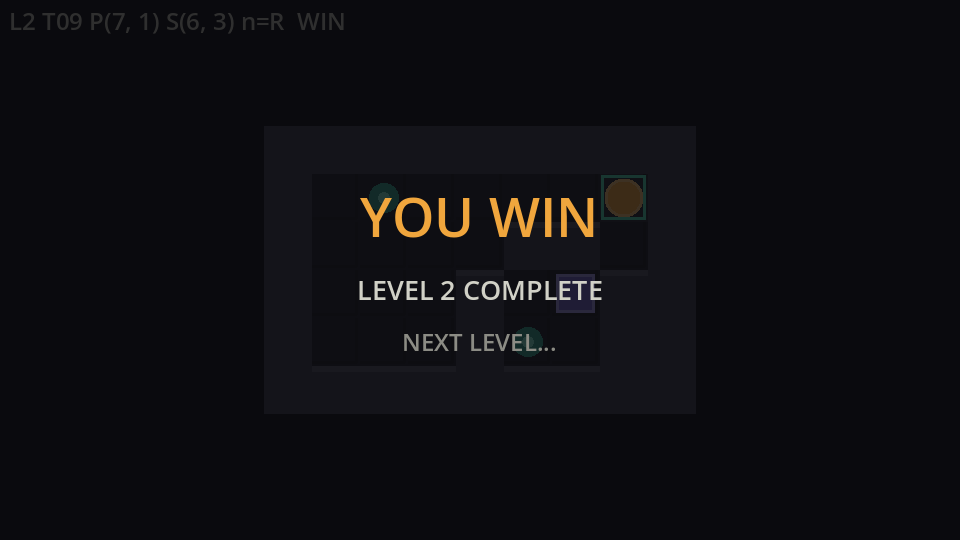 L2 T09 P(7, 1) S(6, 3) n=R  WIN
YOU WIN
LEVEL 2 COMPLETE
NEXT LEVEL...